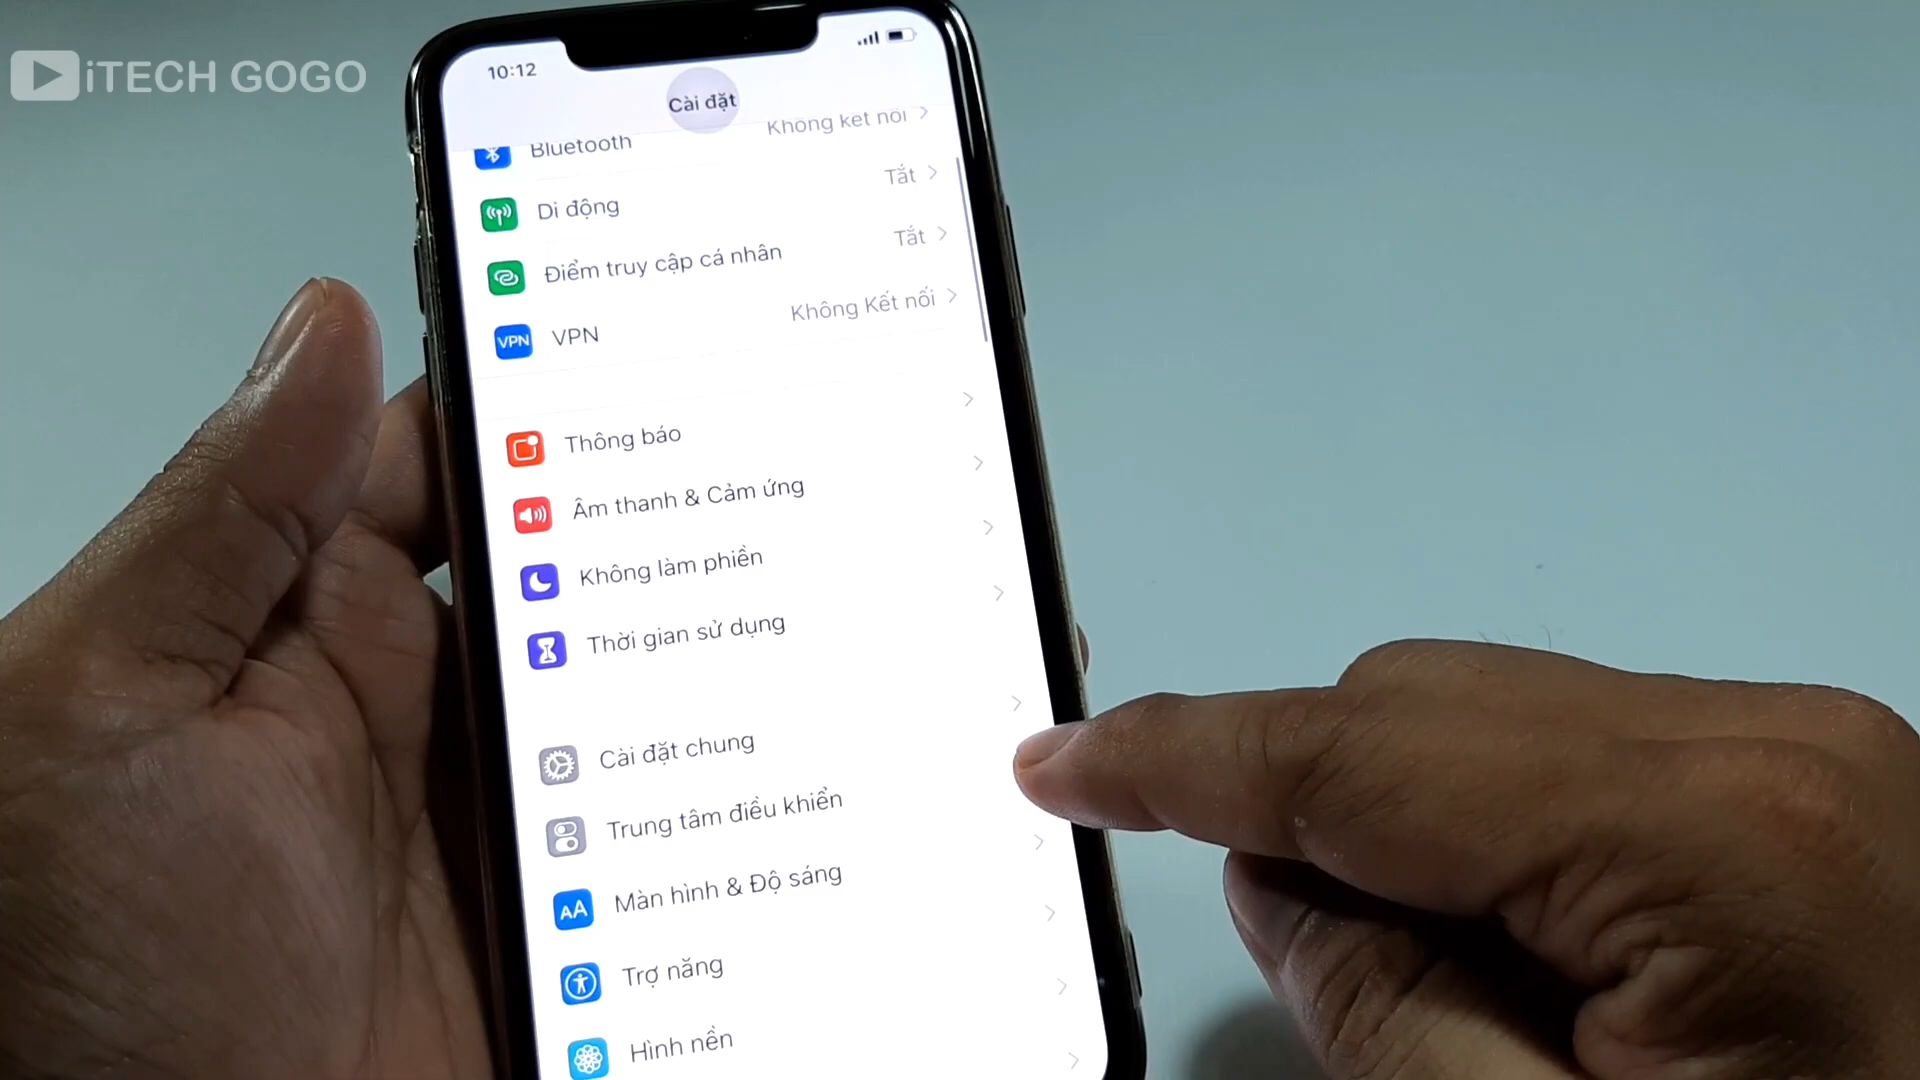 iTECH GOGO
10:12
Cài đặt
Bluetooth
Không kết nối
Di động
Tắt
Điểm truy cập cá nhân
Tắt
VPN
VPN
Không Kết nối
Thông báo
Âm thanh & Cảm ứng
Không làm phiền
Thời gian sử dụng
Cài đặt chung
Trung tâm điều khiển
AA
Màn hình & Độ sáng
Trợ năng
Hình nền